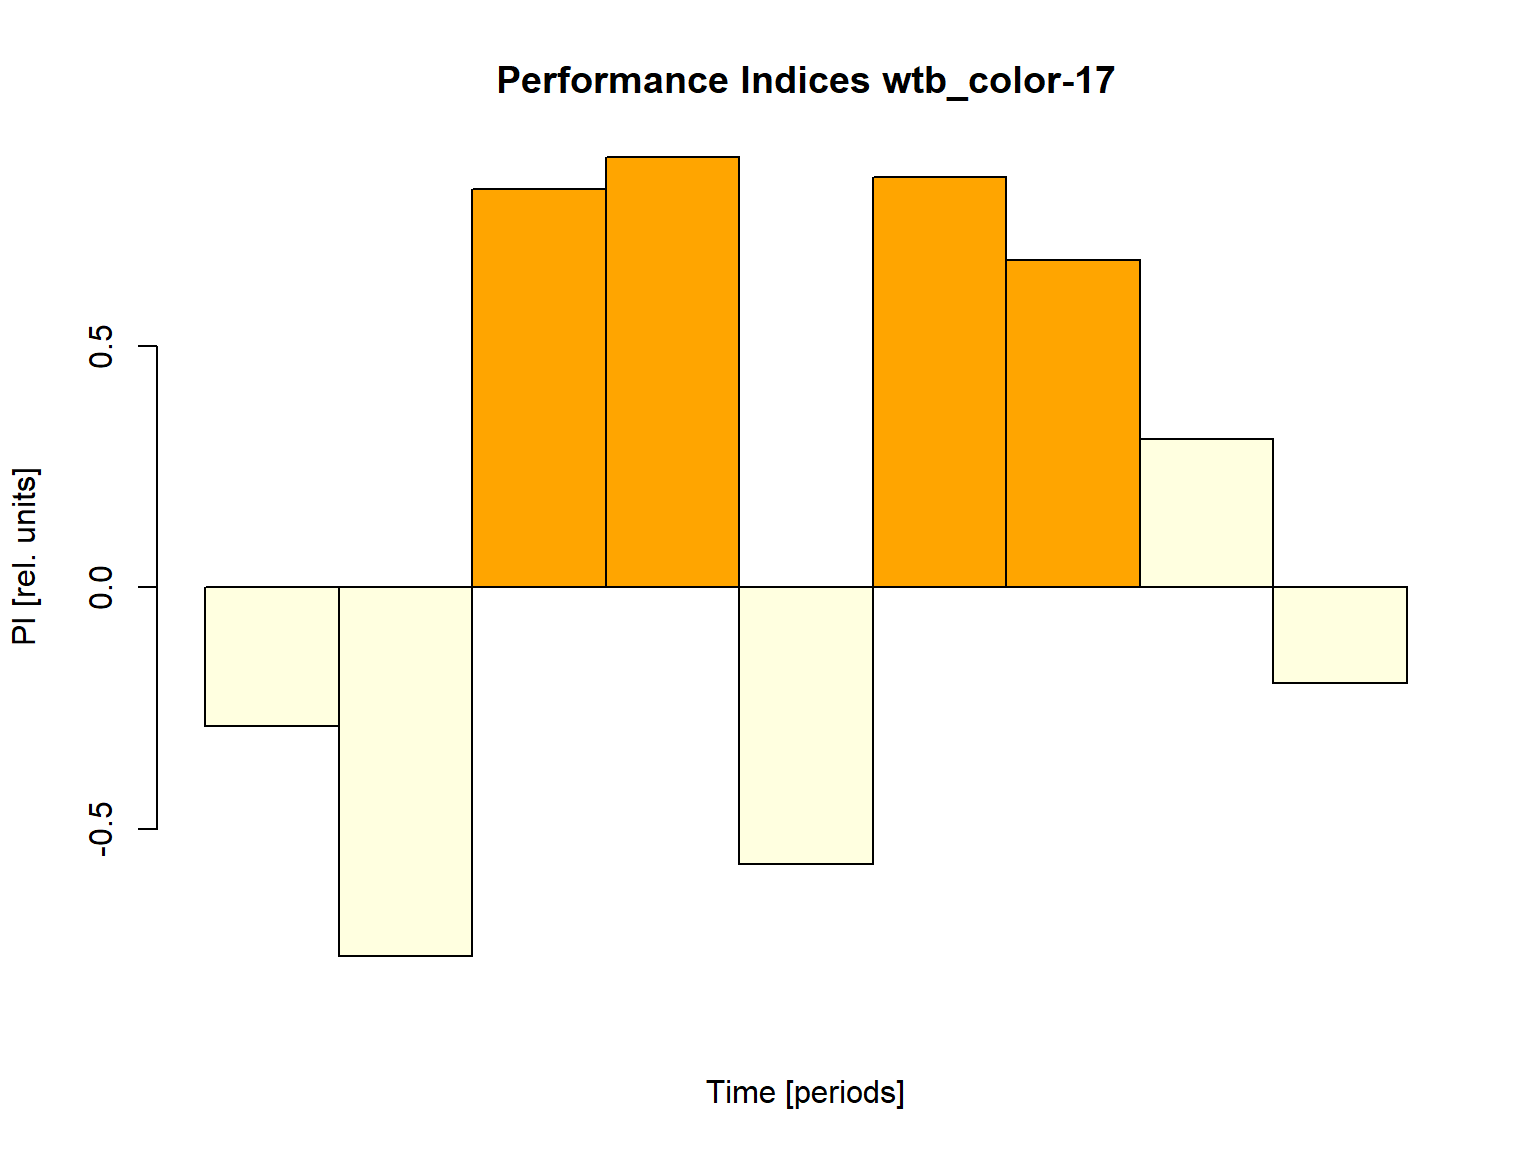 Performance Indices wtb_color-17
PI [rel. units]
0.5
0.0
-0.5
Time [periods]